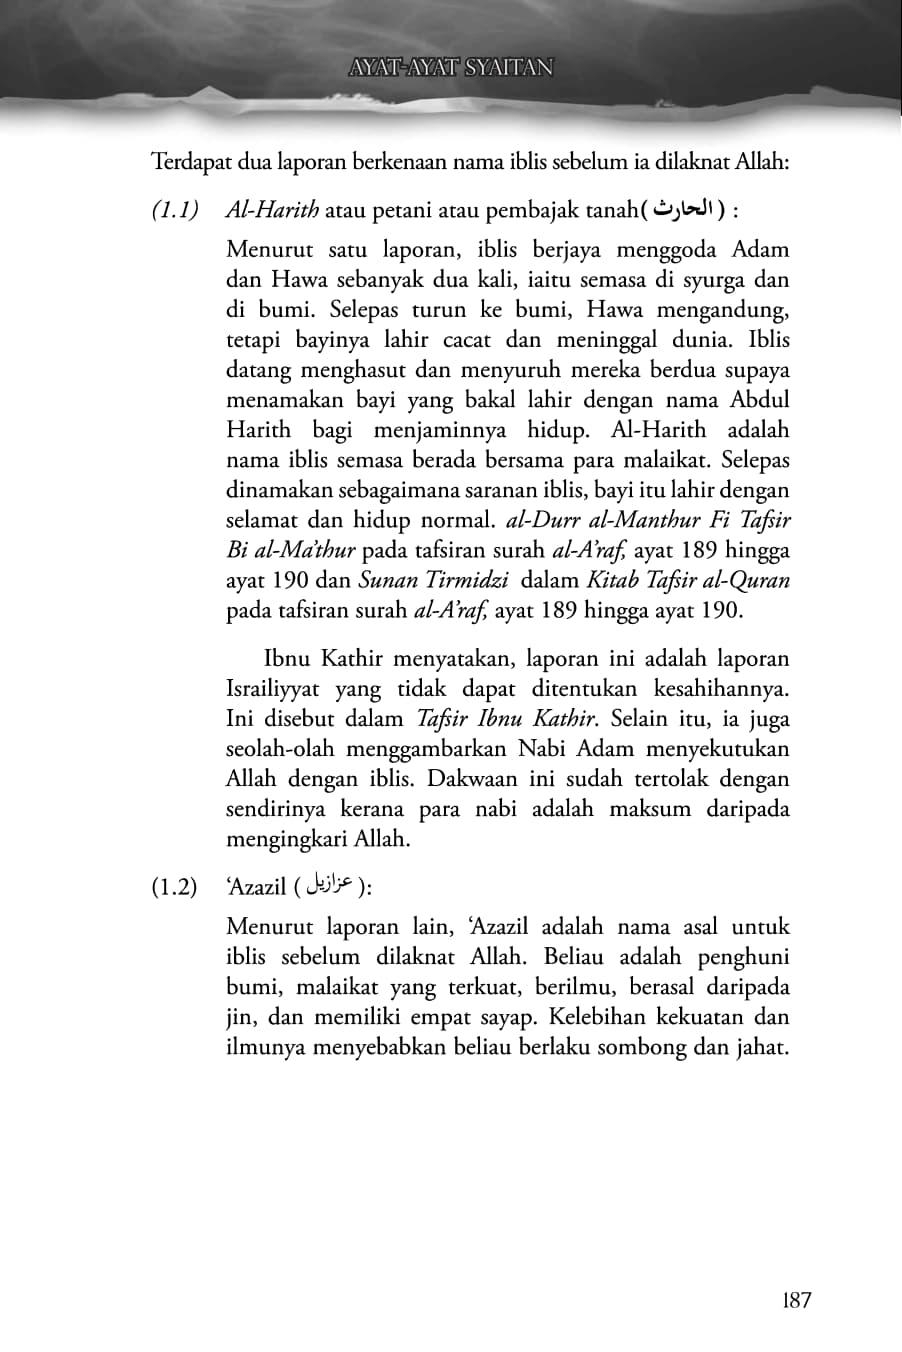 AYAT-AYAT SYAITAN
Terdapat dua laporan berkenaan nama iblis sebelum ia dilaknat Allah:
(1.1) Al-Harith atau petani atau pembajak tanah( الحارث ) :
Menurut satu laporan, iblis berjaya menggoda Adam
dan Hawa sebanyak dua kali, iaitu semasa di syurga dan
di bumi. Selepas turun ke bumi, Hawa mengandung,
tetapi bayinya lahir cacat dan meninggal dunia. Iblis
datang menghasut dan menyuruh mereka berdua supaya
menamakan bayi yang bakal lahir dengan nama Abdul
Harith bagi menjaminnya hidup. Al-Harith adalah
nama iblis semasa berada bersama para malaikat. Selepas
dinamakan sebagaimana saranan iblis, bayi itu lahir dengan
selamat dan hidup normal. al-Durr al-Manthur Fi Tafsir
Bi al-Ma’thur pada tafsiran surah al-A’raf, ayat 189 hingga
ayat 190 dan Sunan Tirmidzi dalam Kitab Tafsir al-Quran
pada tafsiran surah al-A’raf, ayat 189 hingga ayat 190.
Ibnu Kathir menyatakan, laporan ini adalah laporan
Israiliyyat yang tidak dapat ditentukan kesahihannya.
Ini disebut dalam Tafsir Ibnu Kathir. Selain itu, ia juga
seolah-olah menggambarkan Nabi Adam menyekutukan
Allah dengan iblis. Dakwaan ini sudah tertolak dengan
sendirinya kerana para nabi adalah maksum daripada
mengingkari Allah.
(1.2) ‘Azazil ( عزازيل ):
Menurut laporan lain, ‘Azazil adalah nama asal untuk
iblis sebelum dilaknat Allah. Beliau adalah penghuni
bumi, malaikat yang terkuat, berilmu, berasal daripada
jin, dan memiliki empat sayap. Kelebihan kekuatan dan
ilmunya menyebabkan beliau berlaku sombong dan jahat.
187